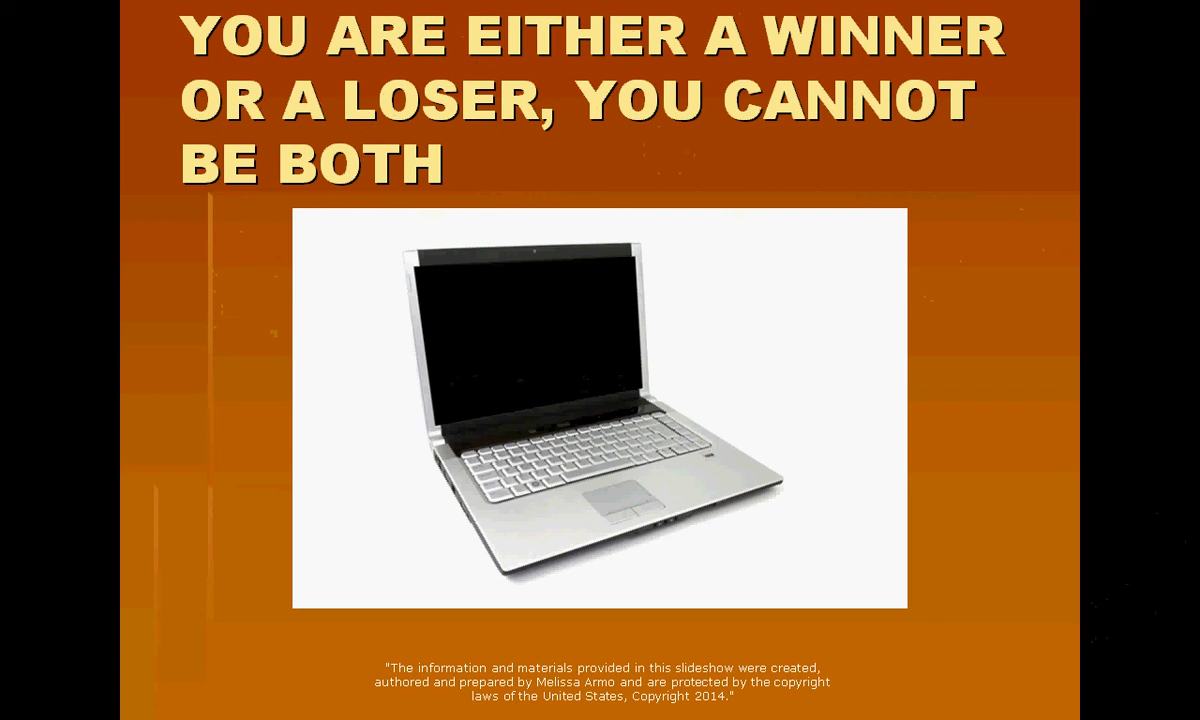 YOU ARE EITHER A WINNER
OR A LOSER, YOU CANNOT
BE BOTH
"The information and materials provided in this slideshow were created,
authored and prepared by Melissa Armo and are protected by the copyright
laws of the United States, Copyright 2014."